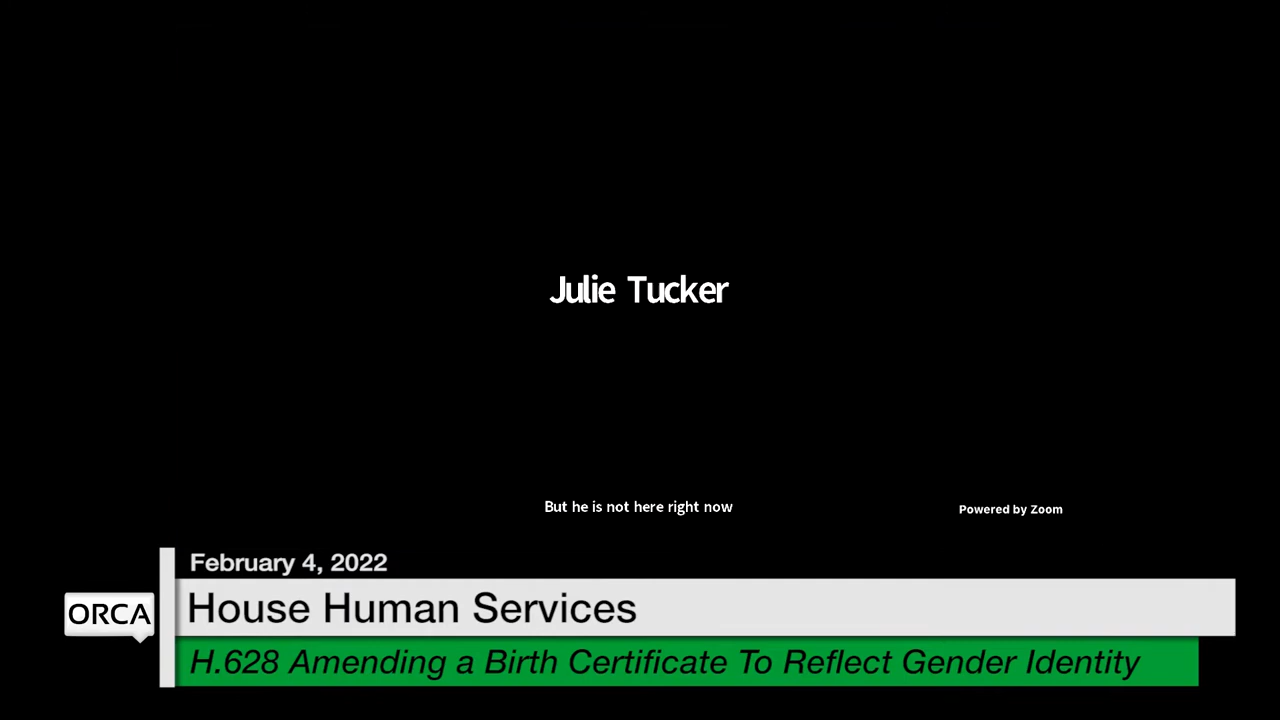 Julie Tucker
But he is not here right now
Powered by Zoom
February 4, 2022
House Human Services
ORCA
H.628 Amending a Birth Certificate To Reflect Gender Identity